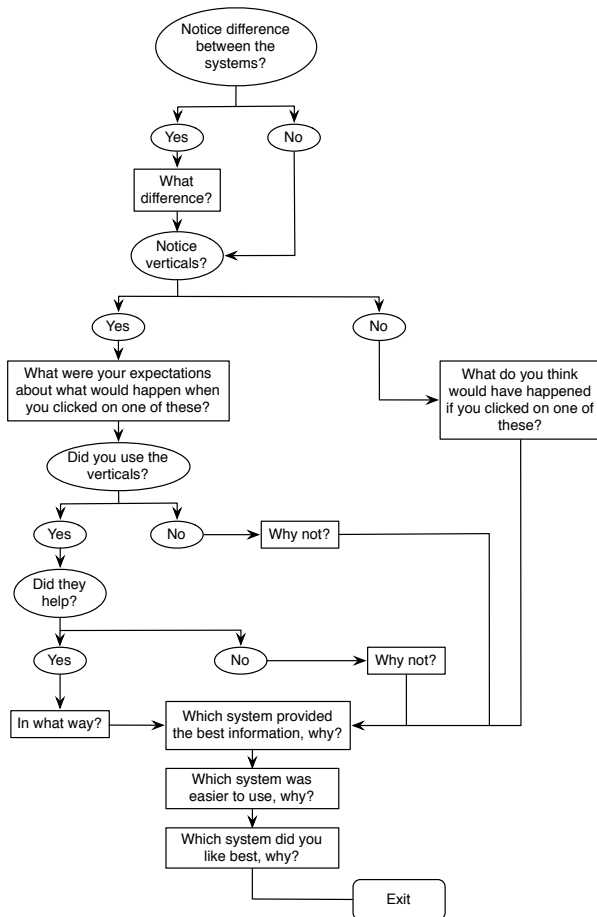 Notice difference
between the
systems?
Yes
No
What
difference?
Notice
verticals?
Yes
No
What were your expectations
about what would happen when
you clicked on one of these?
What do you think
would have happened
if you clicked on one of
these?
Did you use the
verticals?
Yes
No
Why not?
Did they
help?
Yes
No
Why not?
In what way?
Which system provided
the best information, why?
Which system was
easier to use, why?
Which system did you
like best, why?
Exit